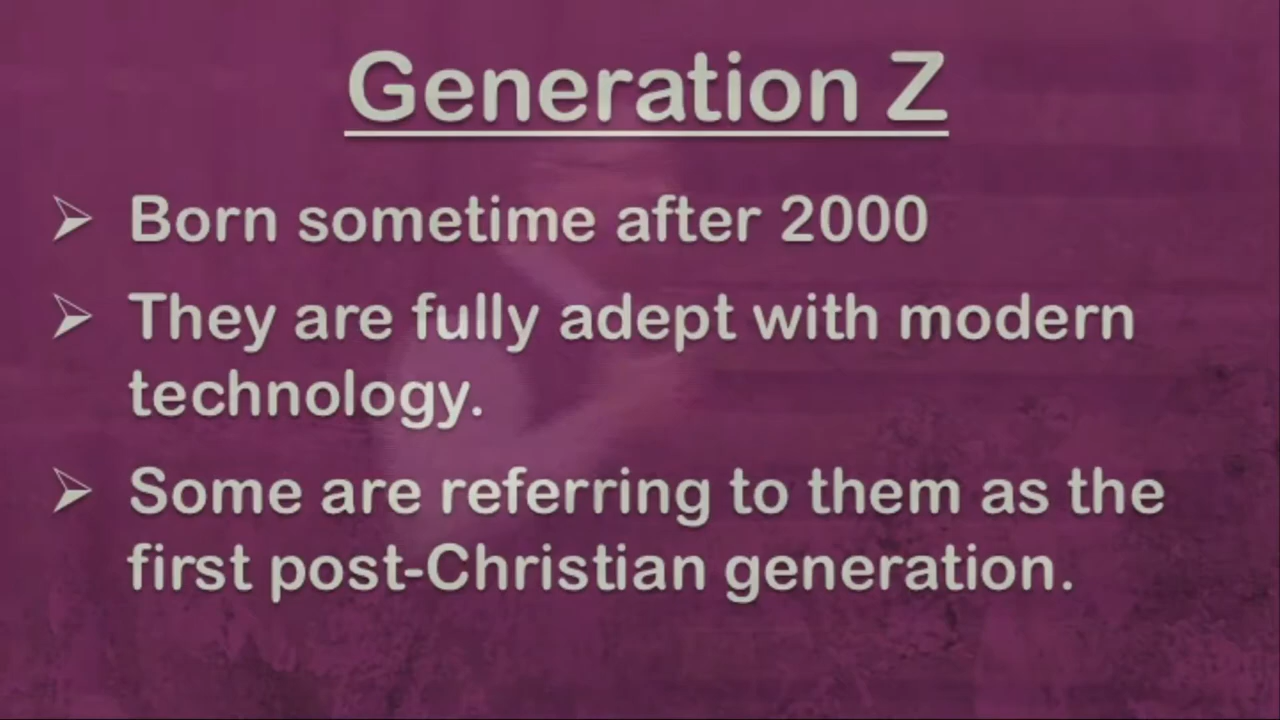 Generation Z
➢ Born sometime after 2000
➢ They are fully adept with modern
technology.
➢ Some are referring to them as the
first post-Christian generation.